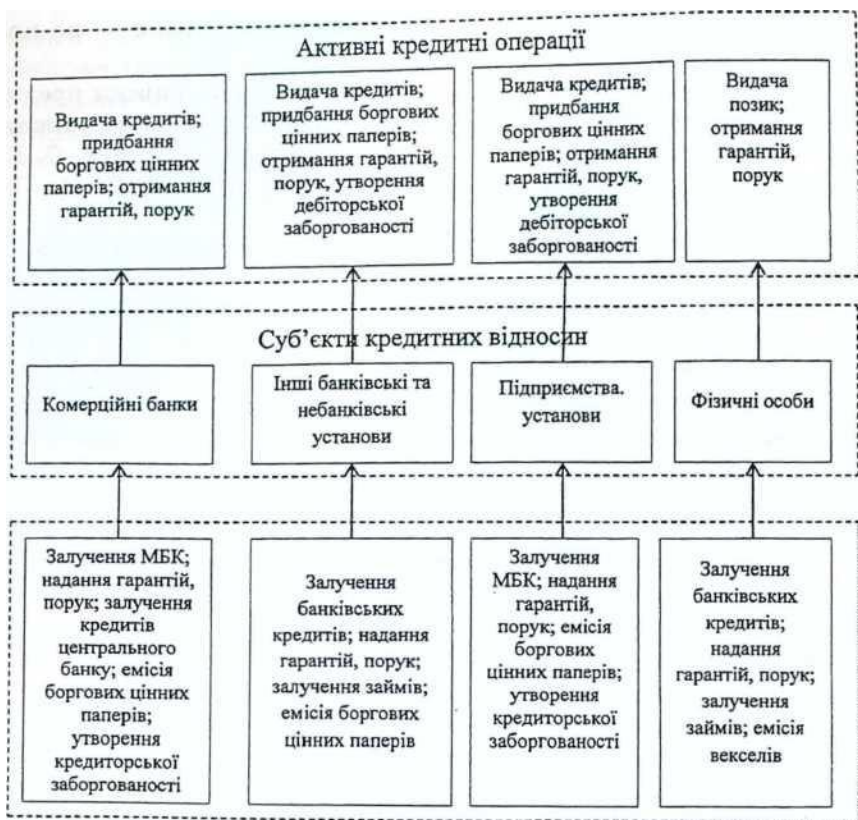 Активні кредитні операції
Видача кредитів;
придбання
боргових цінних
паперів; отримання
гарантій, порук
Видача кредитів;
придбання боргових
цінних паперів;
отримання гарантій,
порук, утворення
дебіторської
заборгованості
Видача кредитів;
придбання
боргових цінних
паперів; отримання
гарантій, порук,
утворення
дебіторської
заборгованості
Видача
позик;
отримання
гарантій,
порук
Суб’єкти кредитних відносин
Комерційні банки
Інші банківські та
небанківські
установи
Підприємства.
установи
Фізичні особи
Залучення МБК;
надання гарантій,
порук; залучення
кредитів
центрального
банку; емісія
боргових цінних
паперів;
утворення
кредиторської
заборгованості
Залучення
банківських
кредитів; надання
гарантій, порук;
залучення займів;
емісія боргових
цінних паперів
Залучення
МБК; надання
гарантій,
порук; емісія
боргових
цінних паперів;
утворення
кредиторської
заборгованості
Залучення
банківських
кредитів;
надання
гарантій, порук;
залучення
займів; емісія
векселів